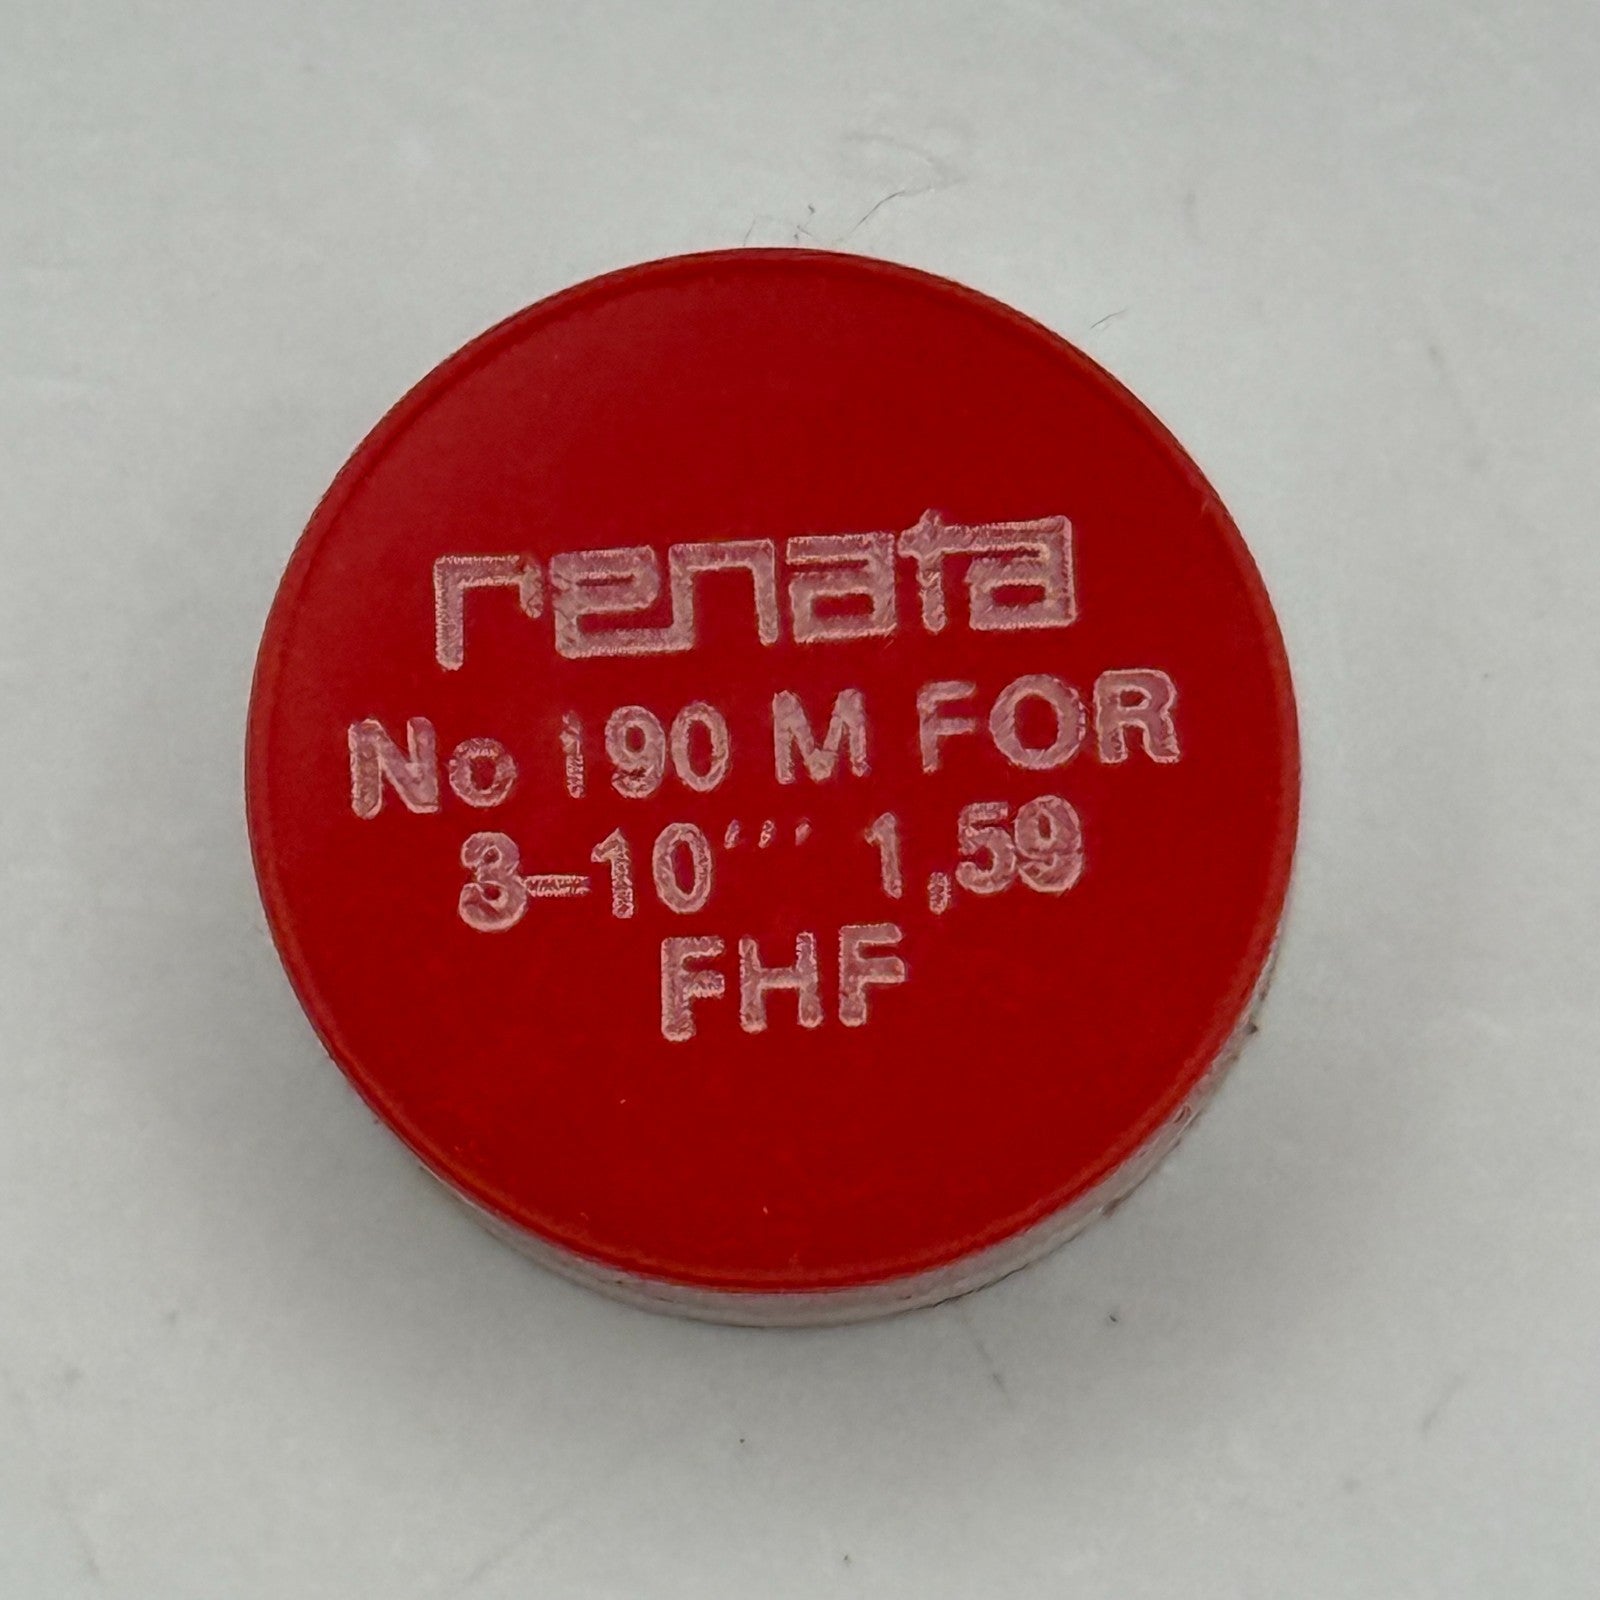 renata
No 190 M FOR
3-10''' 1,59
FHF